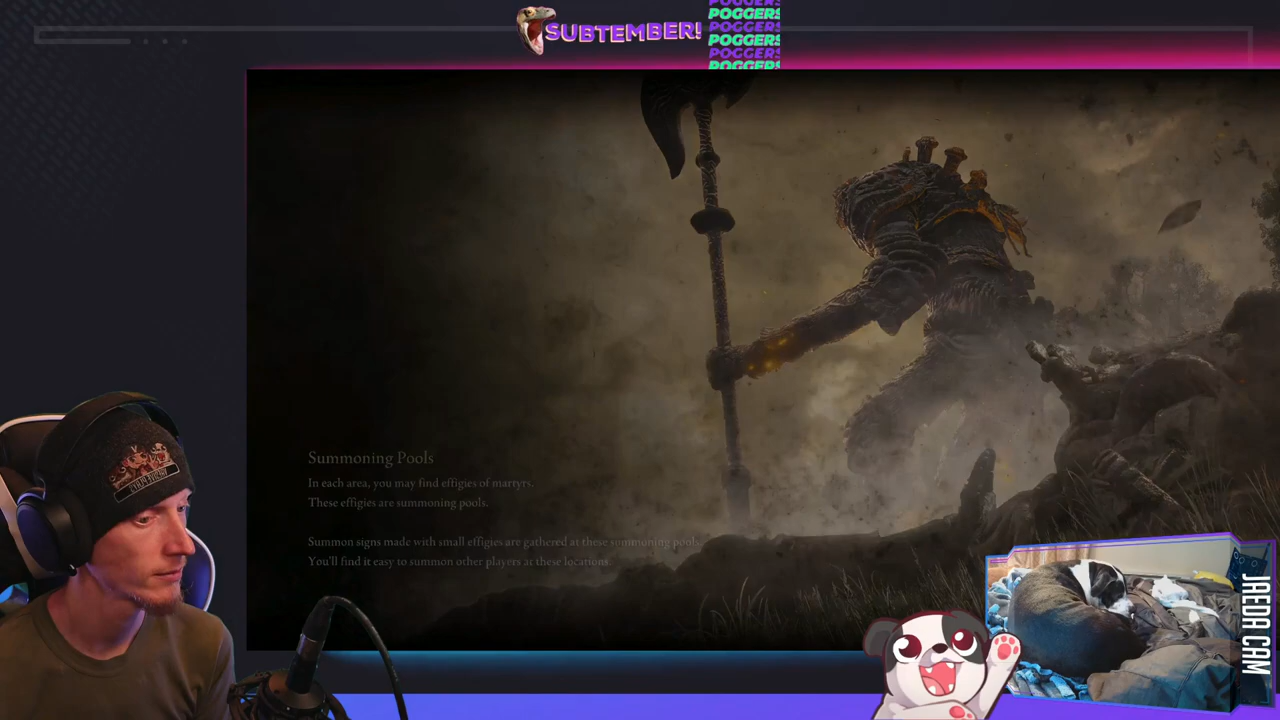 SUBTEMBER!
POGGERS
POGGERS
POGGERS
POGGERS
POGGERS
POGGERS
Summoning Pools
In each area, you may find effigies of martyrs.
These effigies are summoning pools.
Summon signs made with small effigies are gathered at these summoning pools.
You'll find it easy to summon other players at these locations.
JAEDA CAM